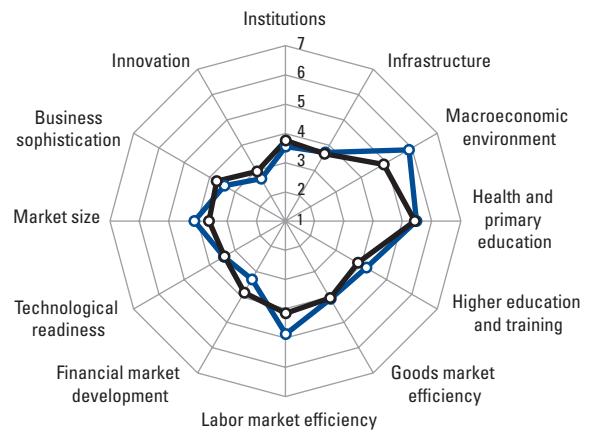 Institutions
7
6
5
4
3
2
1
Infrastructure
Macroeconomic
environment
Health and
primary
education
Higher education
and training
Goods market
efficiency
Labor market efficiency
Financial market
development
Technological
readiness
Market size
Business
sophistication
Innovation